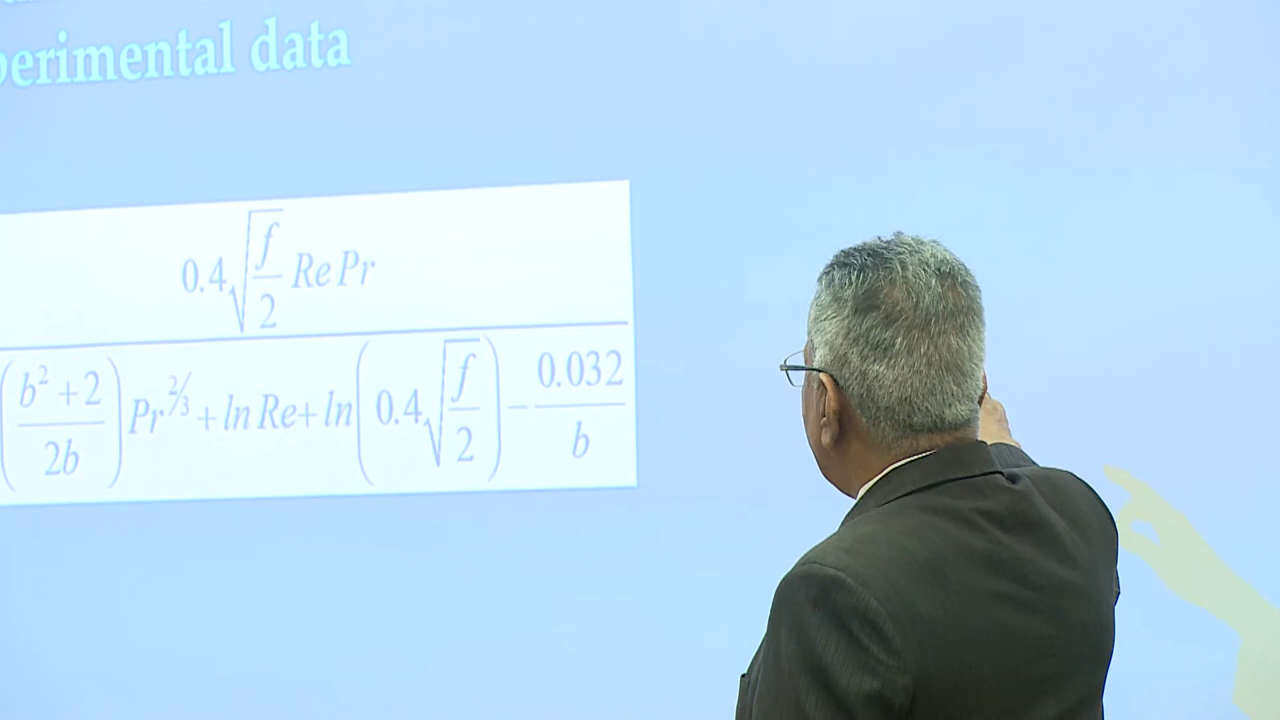 experimental data
0.4√(f/2) Re Pr
((b² + 2)/(2b)) Pr^(2/3) + ln Re + ln(0.4√(f/2)) − 0.032/b